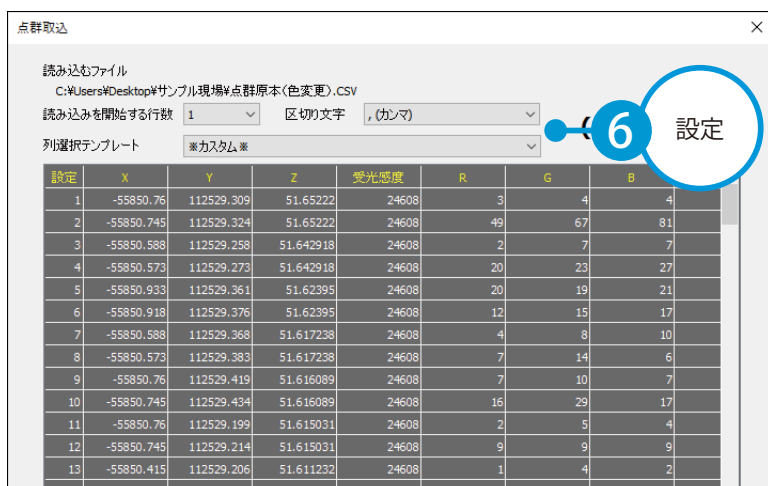 点群取込
読み込むファイル
C:¥Users¥Desktop¥サンプル現場¥点群原本(色変更).CSV
読み込みを開始する行数 1 区切り文字 , (カンマ)
列選択テンプレート ※カスタム※
6 設定
設定 X Y Z 受光感度 R G B
1 -55850.76 112529.309 51.65222 24608 3 4 4
2 -55850.745 112529.324 51.65222 24608 49 67 81
3 -55850.588 112529.258 51.642918 24608 2 7 7
4 -55850.573 112529.273 51.642918 24608 20 23 27
5 -55850.933 112529.361 51.62395 24608 20 19 21
6 -55850.918 112529.376 51.62395 24608 12 15 17
7 -55850.588 112529.368 51.617238 24608 4 8 10
8 -55850.573 112529.383 51.617238 24608 7 14 6
9 -55850.76 112529.419 51.616089 24608 7 10 7
10 -55850.745 112529.434 51.616089 24608 16 29 17
11 -55850.76 112529.199 51.615031 24608 2 5 4
12 -55850.745 112529.214 51.615031 24608 9 9 9
13 -55850.415 112529.206 51.611232 24608 1 4 2